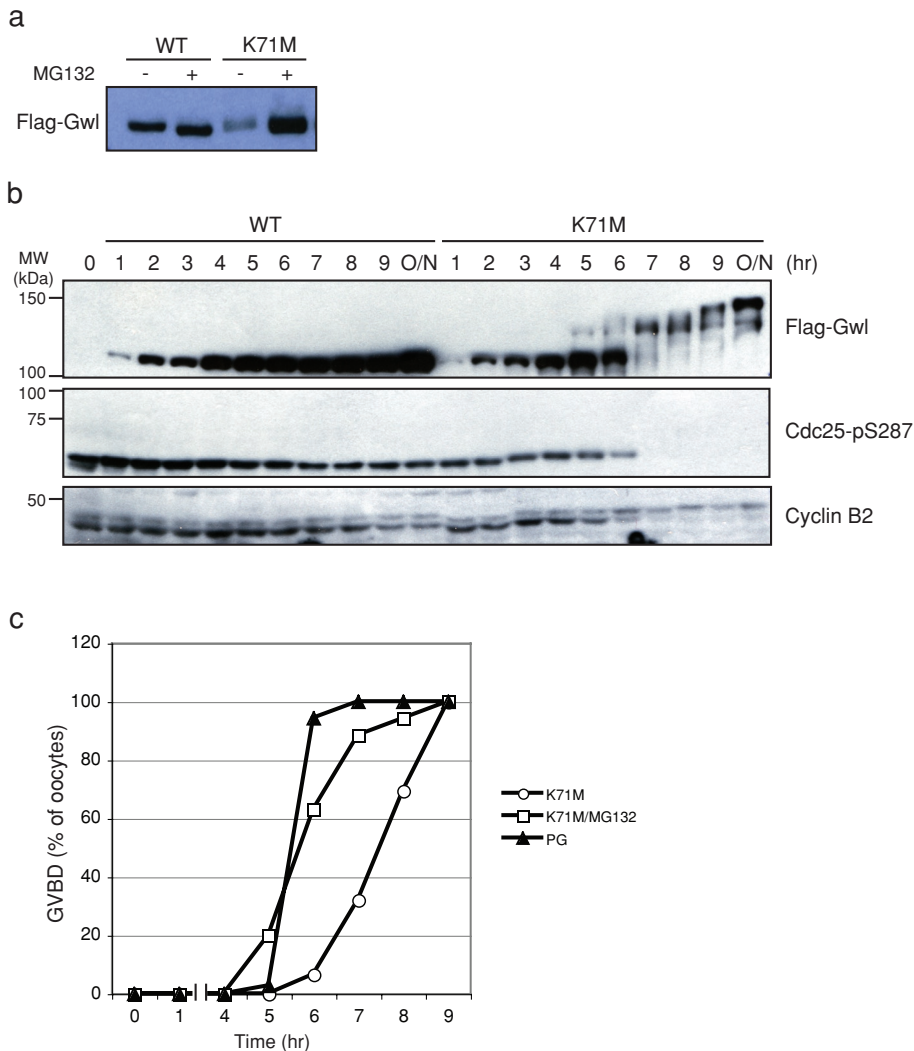 a
WT K71M
MG132 - + - +
Flag-Gwl
b
WT K71M
MW (kDa) 0 1 2 3 4 5 6 7 8 9 O/N 1 2 3 4 5 6 7 8 9 O/N (hr)
150
Flag-Gwl
100
100
75
Cdc25-pS287
50
Cyclin B2
c
120
100
80
60
40
20
0
GVBD (% of oocytes)
0 1 4 5 6 7 8 9
Time (hr)
K71M
K71M/MG132
PG